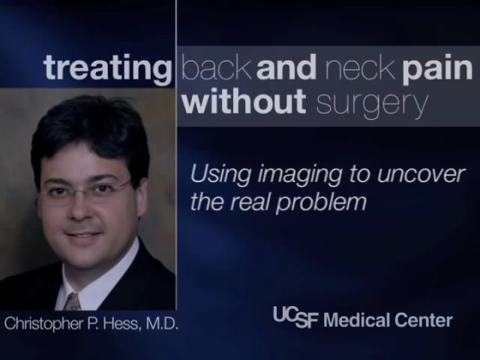 treating back and neck pain
without surgery
Using imaging to uncover
the real problem
Christopher P. Hess, M.D.
UCSF Medical Center